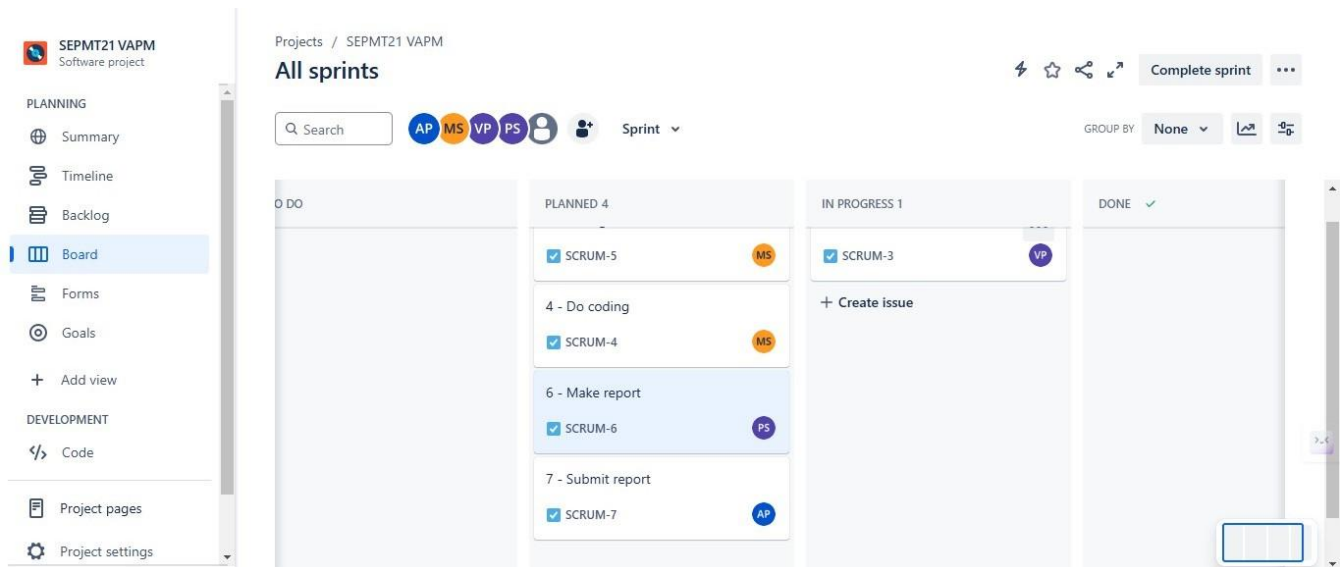 SEPMT21 VAPM
Software project
PLANNING
Summary
Timeline
Backlog
Board
Forms
Goals
+ Add view
DEVELOPMENT
</> Code
Project pages
Project settings
Projects / SEPMT21 VAPM
All sprints
Complete sprint
Search
AP MS VP PS
Sprint
GROUP BY None
O DO
PLANNED 4
SCRUM-5
MS
4 - Do coding
SCRUM-4
MS
6 - Make report
SCRUM-6
PS
7 - Submit report
SCRUM-7
AP
IN PROGRESS 1
SCRUM-3
VP
+ Create issue
DONE